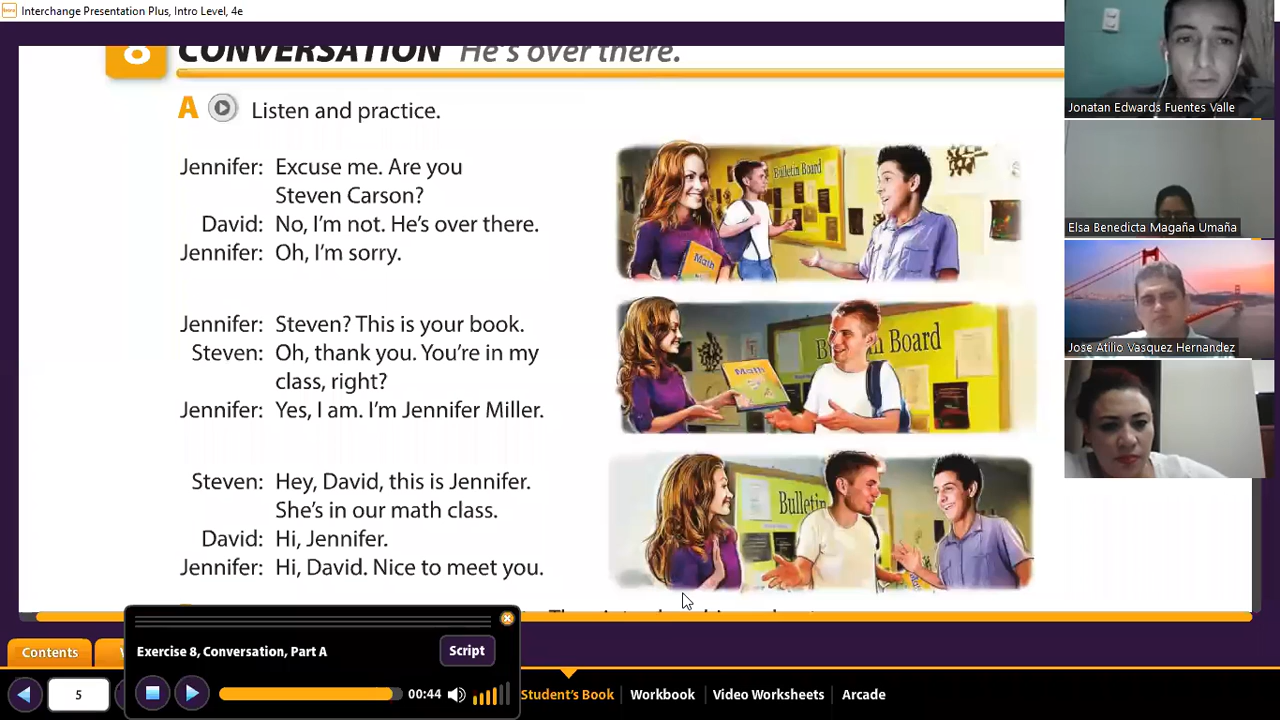 Interchange Presentation Plus, Intro Level, 4e
8 CONVERSATION He's over there.
A Listen and practice.
Jennifer: Excuse me. Are you
Steven Carson?
David: No, I'm not. He's over there.
Jennifer: Oh, I'm sorry.
Jennifer: Steven? This is your book.
Steven: Oh, thank you. You're in my
class, right?
Jennifer: Yes, I am. I'm Jennifer Miller.
Steven: Hey, David, this is Jennifer.
She's in our math class.
David: Hi, Jennifer.
Jennifer: Hi, David. Nice to meet you.
Bulletin Board
Math
Board
Math
Bulletin
Jonatan Edwards Fuentes Valle
Elsa Benedicta Magaña Umaña
Jose Atilio Vasquez Hernandez
Exercise 8, Conversation, Part A
Script
00:44
Contents
5
Student's Book
Workbook
Video Worksheets
Arcade